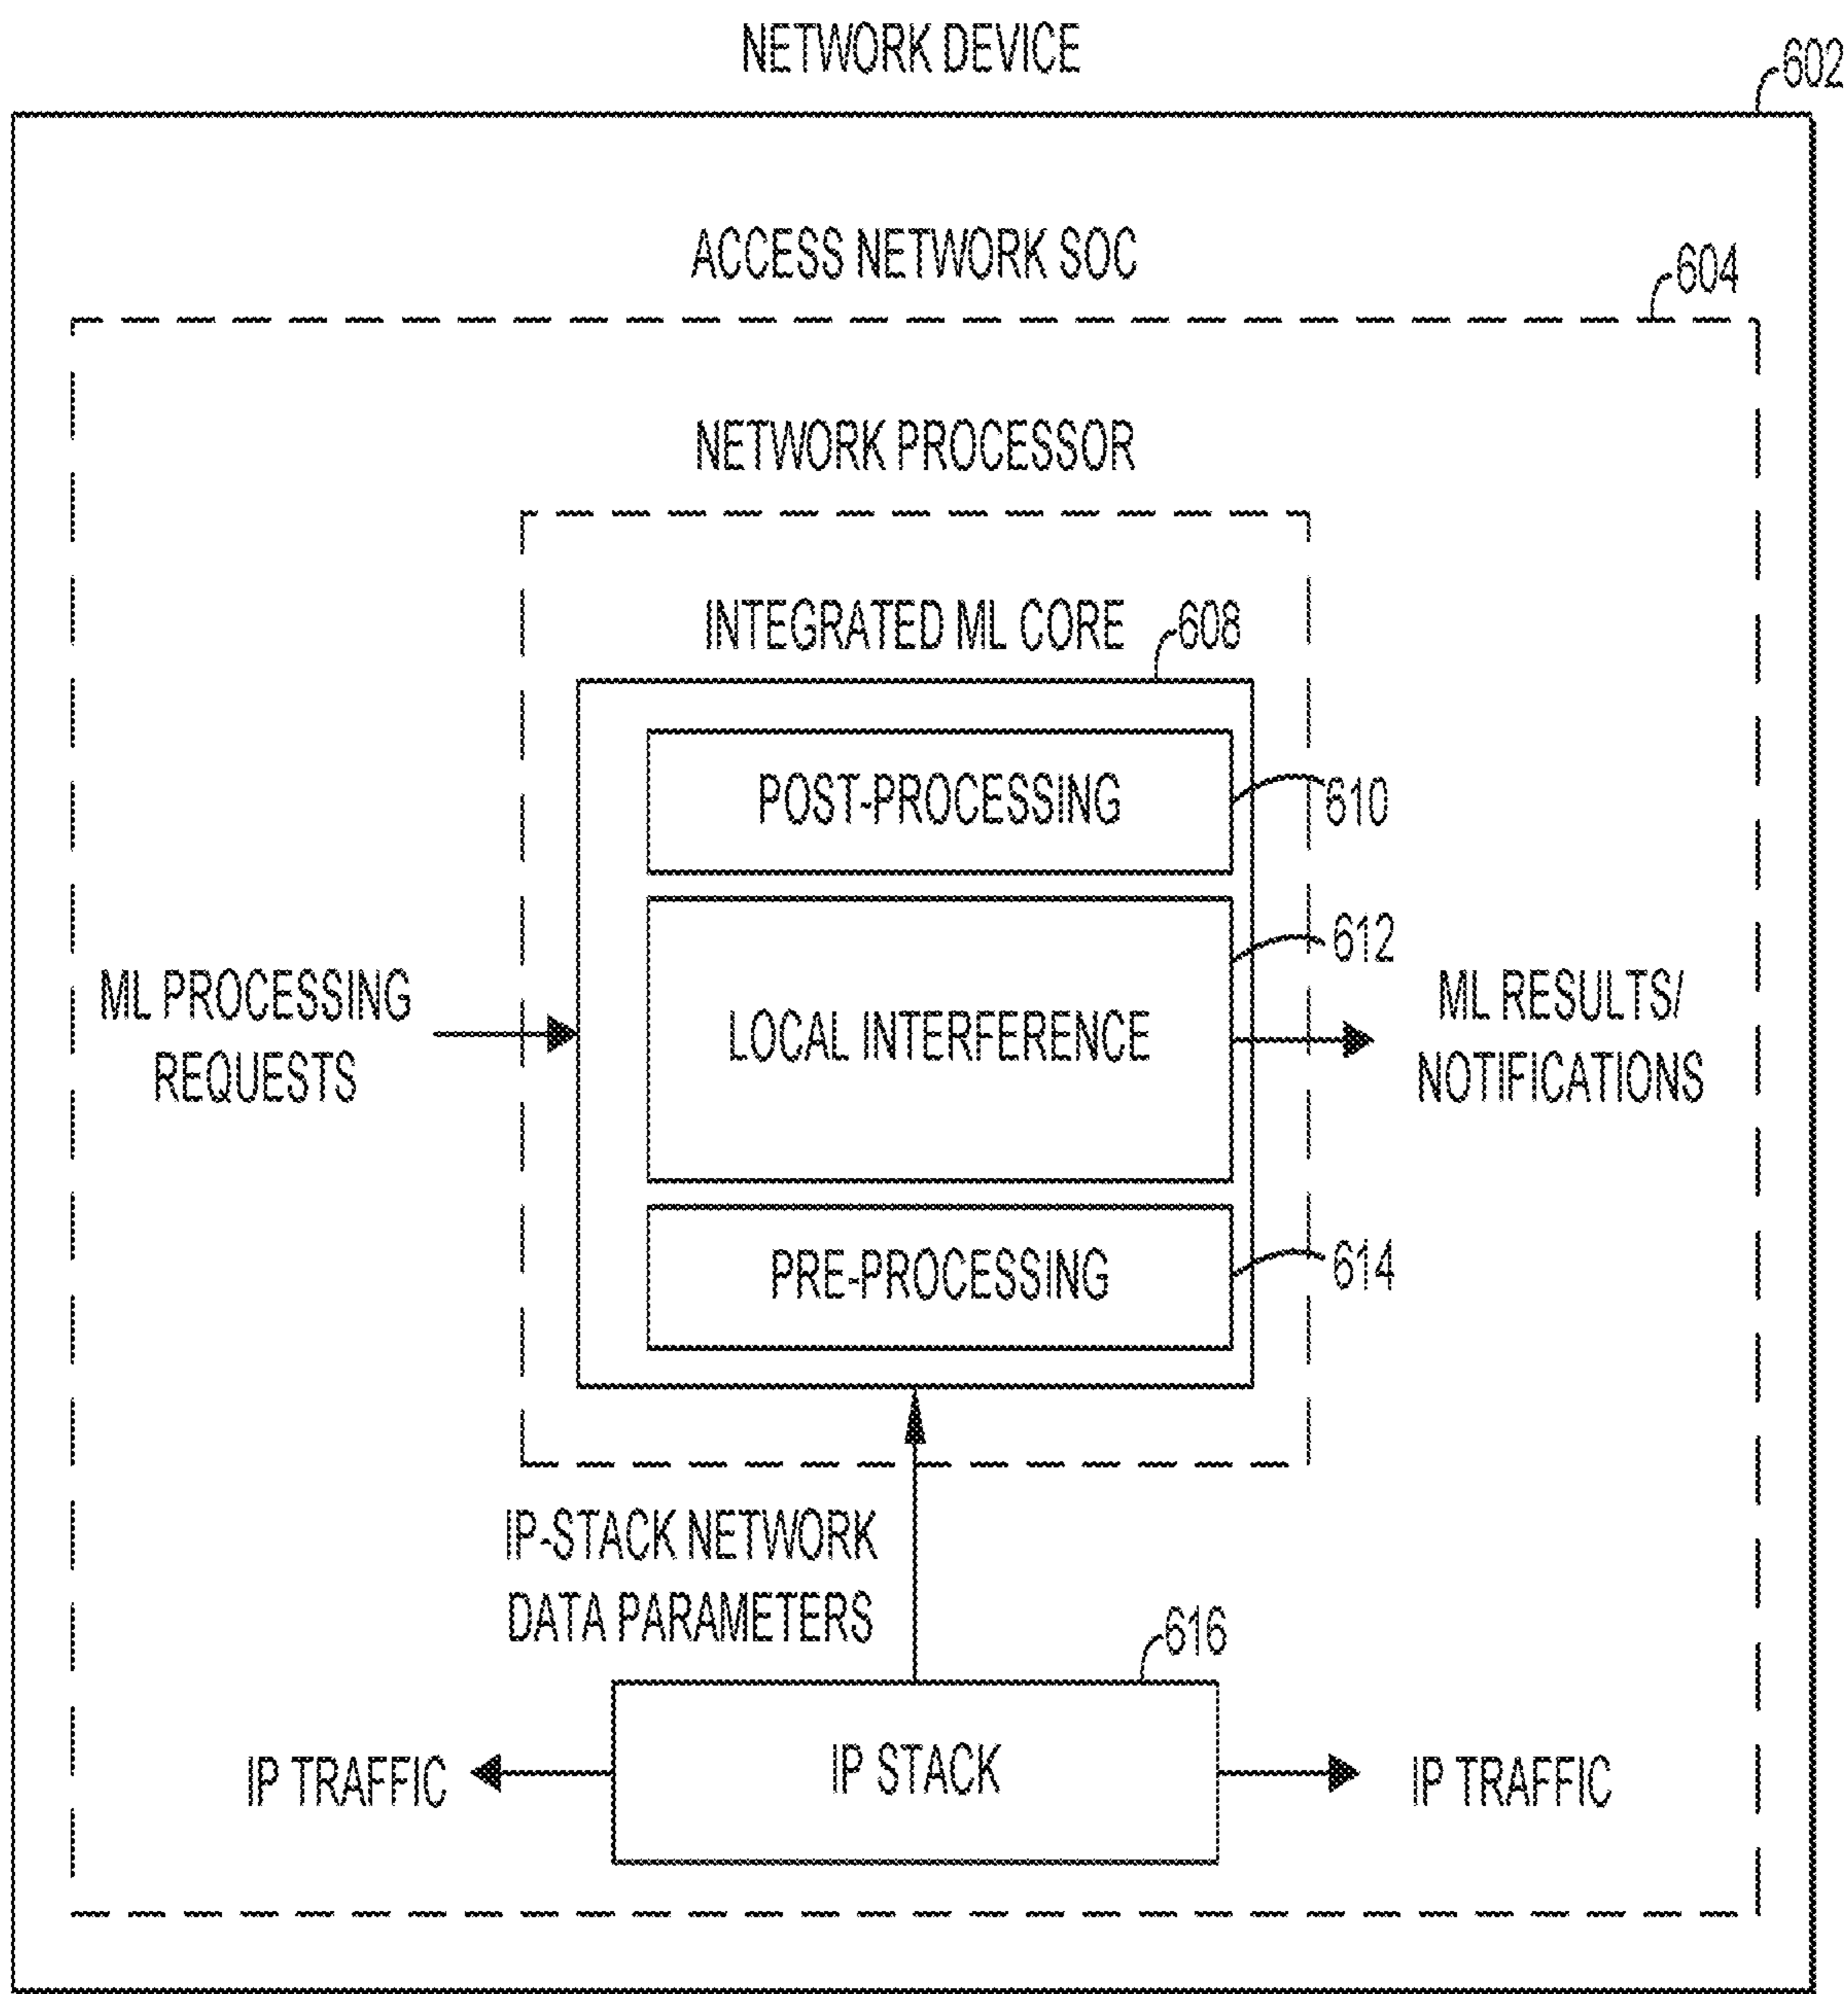 NETWORK DEVICE
602
ACCESS NETWORK SOC
604
NETWORK PROCESSOR
INTEGRATED ML CORE
608
POST-PROCESSING
610
612
ML PROCESSING
REQUESTS
LOCAL INTERFERENCE
ML RESULTS/
NOTIFICATIONS
PRE-PROCESSING
614
IP-STACK NETWORK
DATA PARAMETERS
616
IP TRAFFIC
IP STACK
IP TRAFFIC